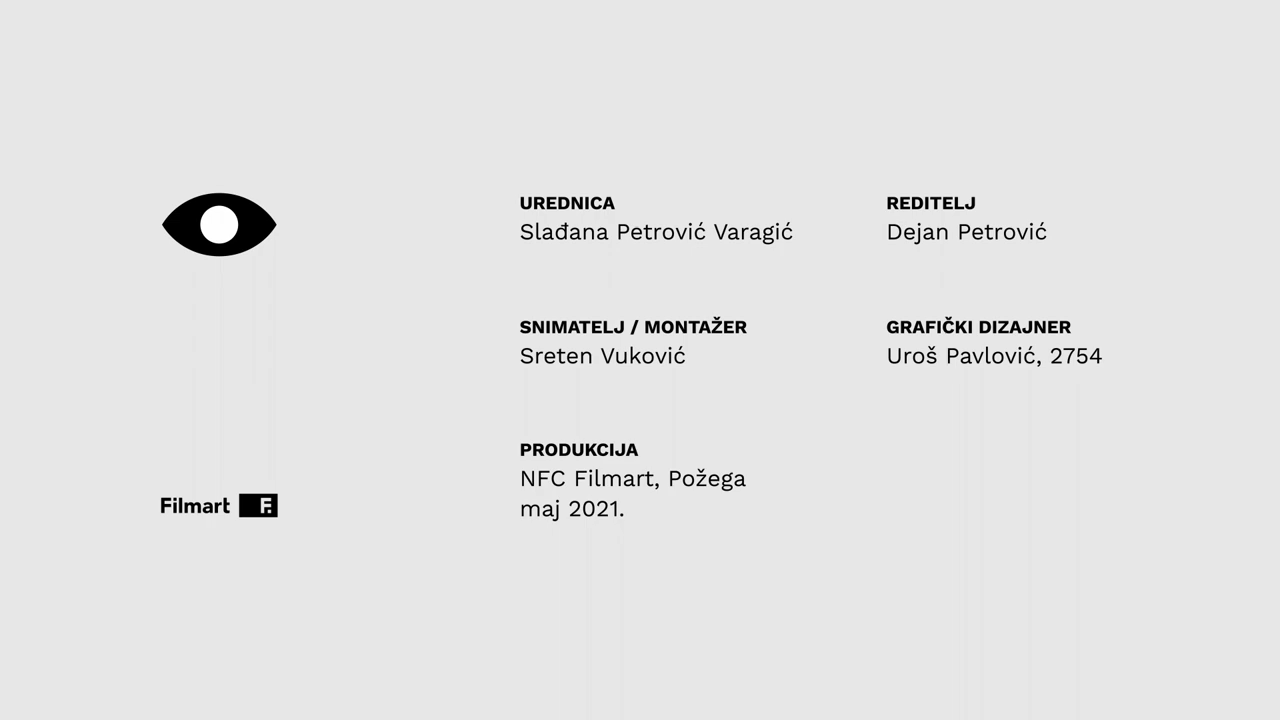 UREDNICA
Slađana Petrović Varagić
REDITELJ
Dejan Petrović
SNIMATELJ / MONTAŽER
Sreten Vuković
GRAFIČKI DIZAJNER
Uroš Pavlović, 2754
PRODUKCIJA
NFC Filmart, Požega
maj 2021.
Filmart F.